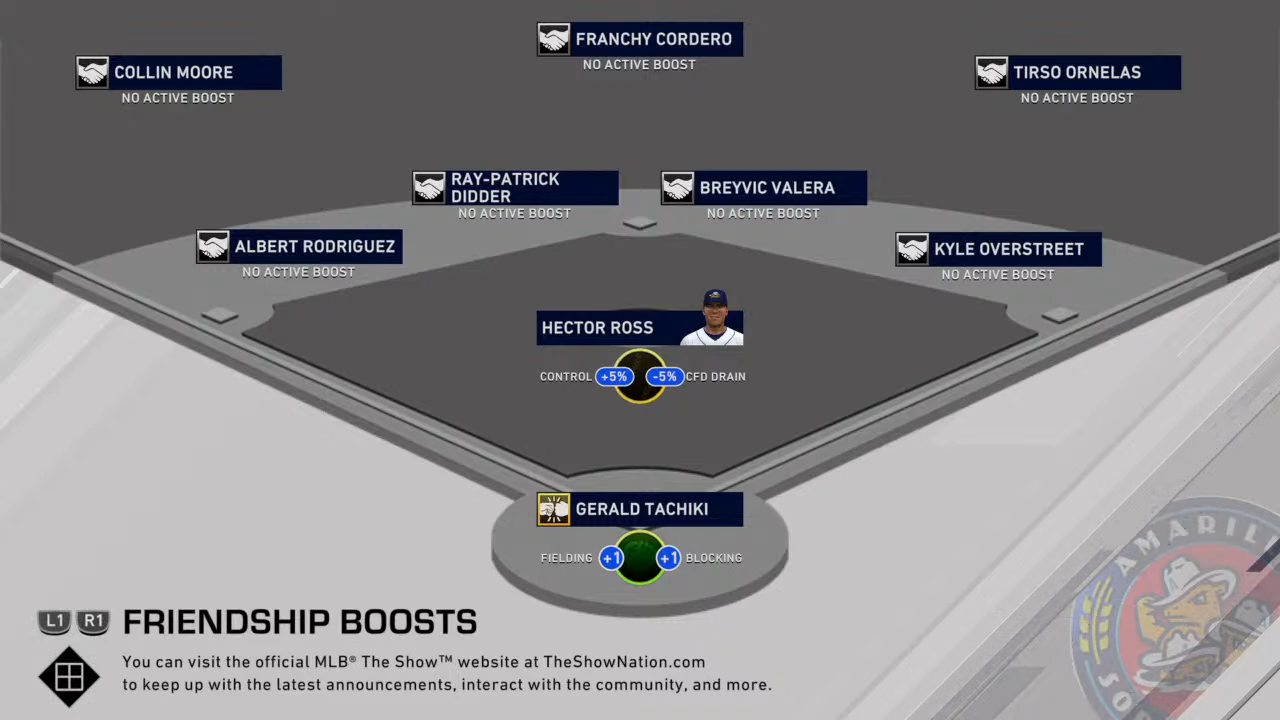 FRANCHY CORDERO
NO ACTIVE BOOST
COLLIN MOORE
NO ACTIVE BOOST
TIRSO ORNELAS
NO ACTIVE BOOST
RAY-PATRICK
DIDDER
NO ACTIVE BOOST
BREYVIC VALERA
NO ACTIVE BOOST
ALBERT RODRIGUEZ
NO ACTIVE BOOST
KYLE OVERSTREET
NO ACTIVE BOOST
HECTOR ROSS
CONTROL +5% -5% CFD DRAIN
GERALD TACHIKI
FIELDING +1 +1 BLOCKING
L1 R1 FRIENDSHIP BOOSTS
You can visit the official MLB® The Show™ website at TheShowNation.com
to keep up with the latest announcements, interact with the community, and more.
AMARILL
SO